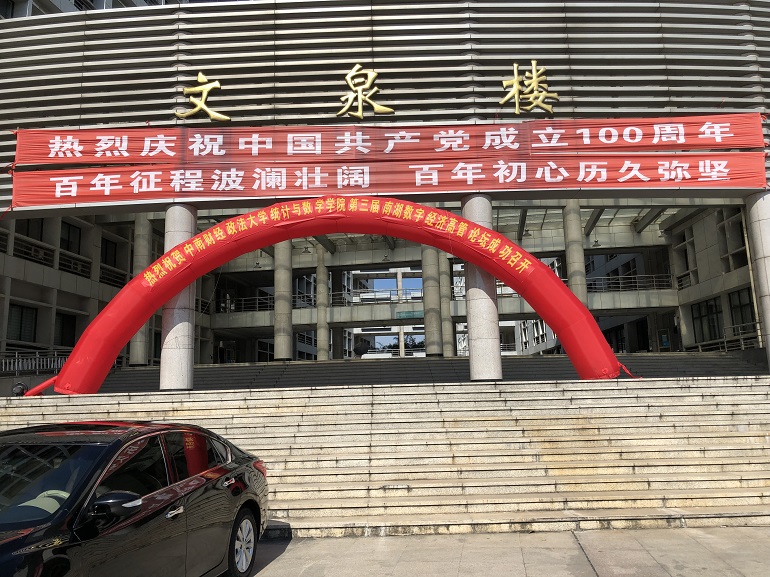 文泉楼
热烈庆祝中国共产党成立100周年
百年征程波澜壮阔 百年初心历久弥坚
热烈祝贺中南财经政法大学统计与数学学院第三届南湖数字经济高管论坛成功召开